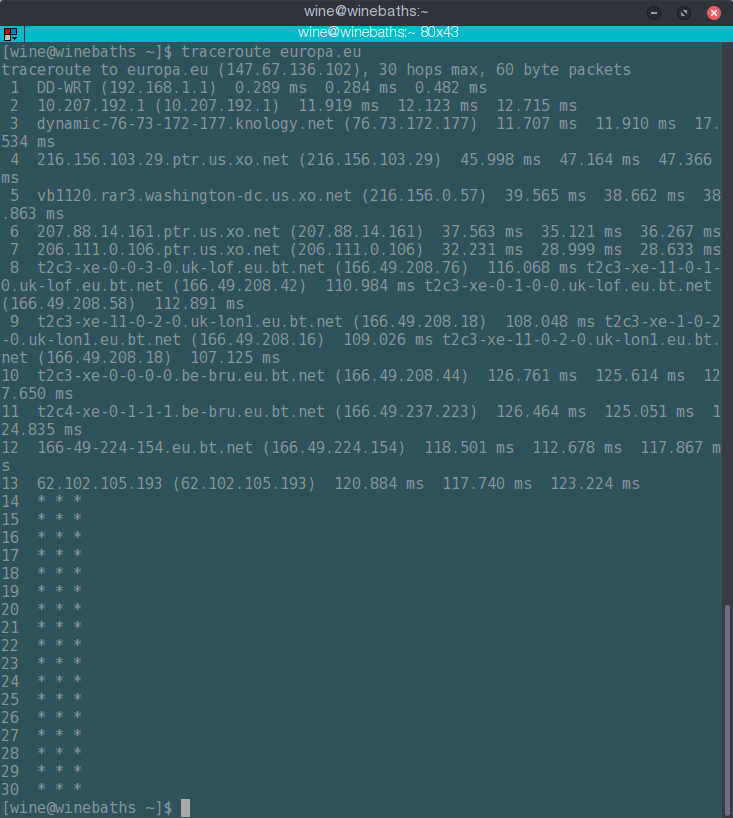 wine@winebaths:~
wine@winebaths:~ 80x43
[wine@winebaths ~]$ traceroute europa.eu
traceroute to europa.eu (147.67.136.102), 30 hops max, 60 byte packets
 1  DD-WRT (192.168.1.1)  0.289 ms  0.284 ms  0.482 ms
 2  10.207.192.1 (10.207.192.1)  11.919 ms  12.123 ms  12.715 ms
 3  dynamic-76-73-172-177.knology.net (76.73.172.177)  11.707 ms  11.910 ms  17.
534 ms
 4  216.156.103.29.ptr.us.xo.net (216.156.103.29)  45.998 ms  47.164 ms  47.366
ms
 5  vb1120.rar3.washington-dc.us.xo.net (216.156.0.57)  39.565 ms  38.662 ms  38
.863 ms
 6  207.88.14.161.ptr.us.xo.net (207.88.14.161)  37.563 ms  35.121 ms  36.267 ms
 7  206.111.0.106.ptr.us.xo.net (206.111.0.106)  32.231 ms  28.999 ms  28.633 ms
 8  t2c3-xe-0-0-3-0.uk-lof.eu.bt.net (166.49.208.76)  116.068 ms t2c3-xe-11-0-1-
0.uk-lof.eu.bt.net (166.49.208.42)  110.984 ms t2c3-xe-0-1-0-0.uk-lof.eu.bt.net
(166.49.208.58)  112.891 ms
 9  t2c3-xe-11-0-2-0.uk-lon1.eu.bt.net (166.49.208.18)  108.048 ms t2c3-xe-1-0-2
-0.uk-lon1.eu.bt.net (166.49.208.16)  109.026 ms t2c3-xe-11-0-2-0.uk-lon1.eu.bt.
net (166.49.208.18)  107.125 ms
10  t2c3-xe-0-0-0-0.be-bru.eu.bt.net (166.49.208.44)  126.761 ms  125.614 ms  12
7.650 ms
11  t2c4-xe-0-1-1-1.be-bru.eu.bt.net (166.49.237.223)  126.464 ms  125.051 ms  1
24.835 ms
12  166-49-224-154.eu.bt.net (166.49.224.154)  118.501 ms  112.678 ms  117.867 m
s
13  62.102.105.193 (62.102.105.193)  120.884 ms  117.740 ms  123.224 ms
14  * * *
15  * * *
16  * * *
17  * * *
18  * * *
19  * * *
20  * * *
21  * * *
22  * * *
23  * * *
24  * * *
25  * * *
26  * * *
27  * * *
28  * * *
29  * * *
30  * * *
[wine@winebaths ~]$